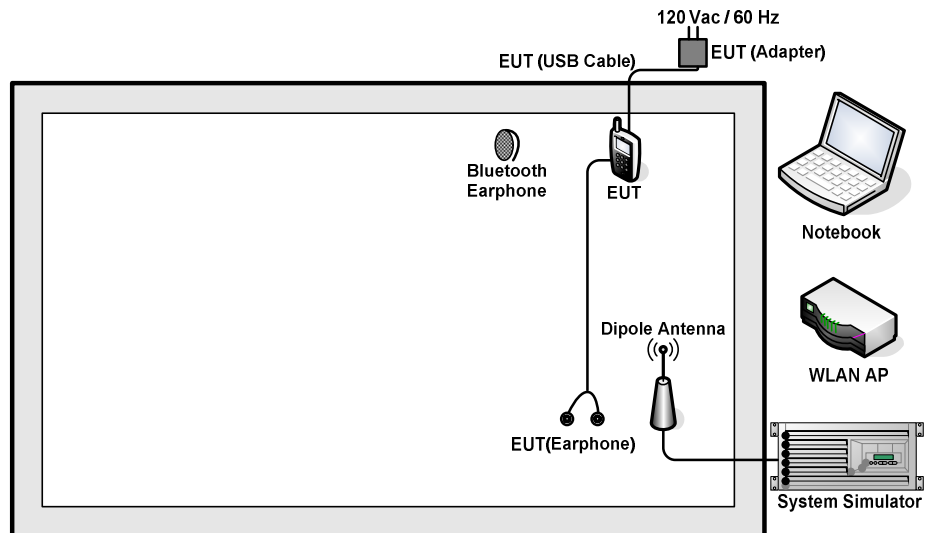 120 Vac / 60 Hz
EUT (Adapter)
EUT (USB Cable)
Bluetooth
Earphone
EUT
Notebook
Dipole Antenna
WLAN AP
EUT(Earphone)
System Simulator